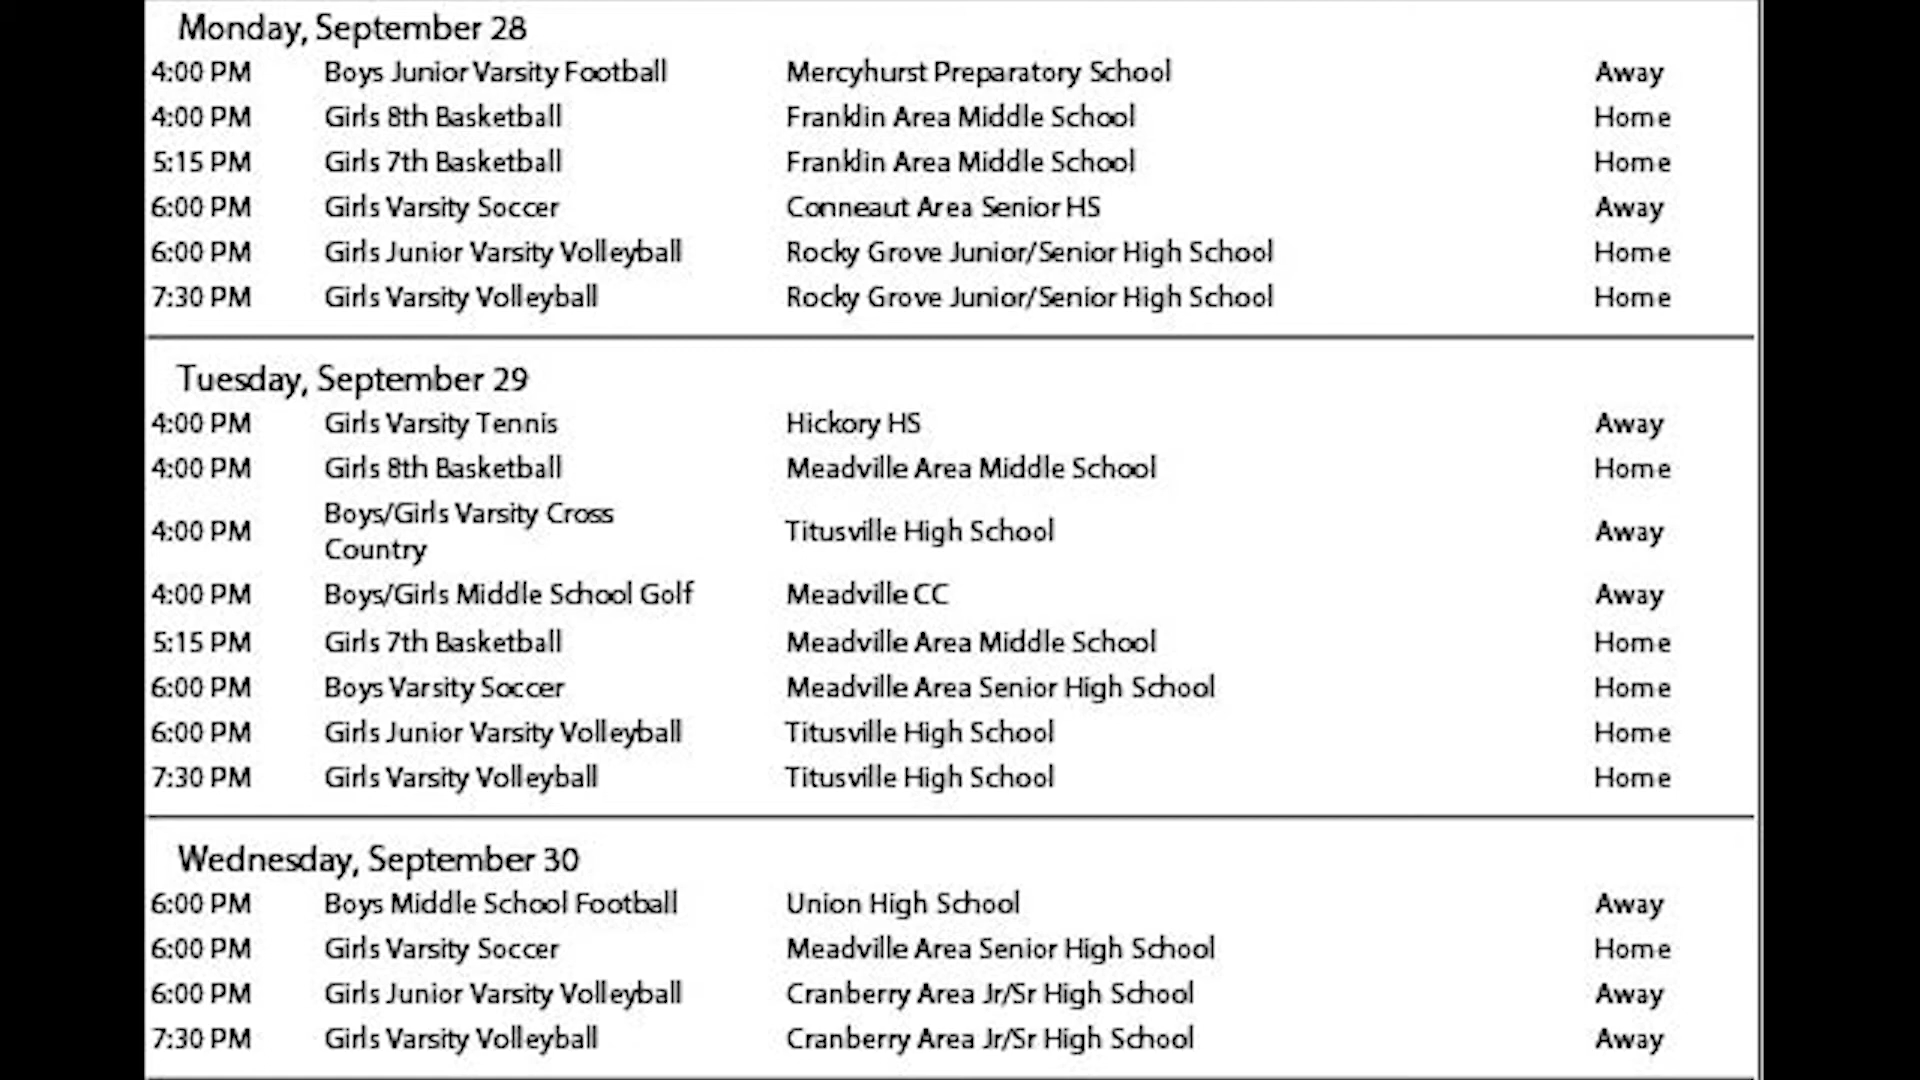 Monday, September 28
4:00 PM Boys Junior Varsity Football Mercyhurst Preparatory School Away
4:00 PM Girls 8th Basketball Franklin Area Middle School Home
5:15 PM Girls 7th Basketball Franklin Area Middle School Home
6:00 PM Girls Varsity Soccer Conneaut Area Senior HS Away
6:00 PM Girls Junior Varsity Volleyball Rocky Grove Junior/Senior High School Home
7:30 PM Girls Varsity Volleyball Rocky Grove Junior/Senior High School Home
Tuesday, September 29
4:00 PM Girls Varsity Tennis Hickory HS Away
4:00 PM Girls 8th Basketball Meadville Area Middle School Home
4:00 PM Boys/Girls Varsity Cross
Country Titusville High School Away
4:00 PM Boys/Girls Middle School Golf Meadville CC Away
5:15 PM Girls 7th Basketball Meadville Area Middle School Home
6:00 PM Boys Varsity Soccer Meadville Area Senior High School Home
6:00 PM Girls Junior Varsity Volleyball Titusville High School Home
7:30 PM Girls Varsity Volleyball Titusville High School Home
Wednesday, September 30
6:00 PM Boys Middle School Football Union High School Away
6:00 PM Girls Varsity Soccer Meadville Area Senior High School Home
6:00 PM Girls Junior Varsity Volleyball Cranberry Area Jr/Sr High School Away
7:30 PM Girls Varsity Volleyball Cranberry Area Jr/Sr High School Away